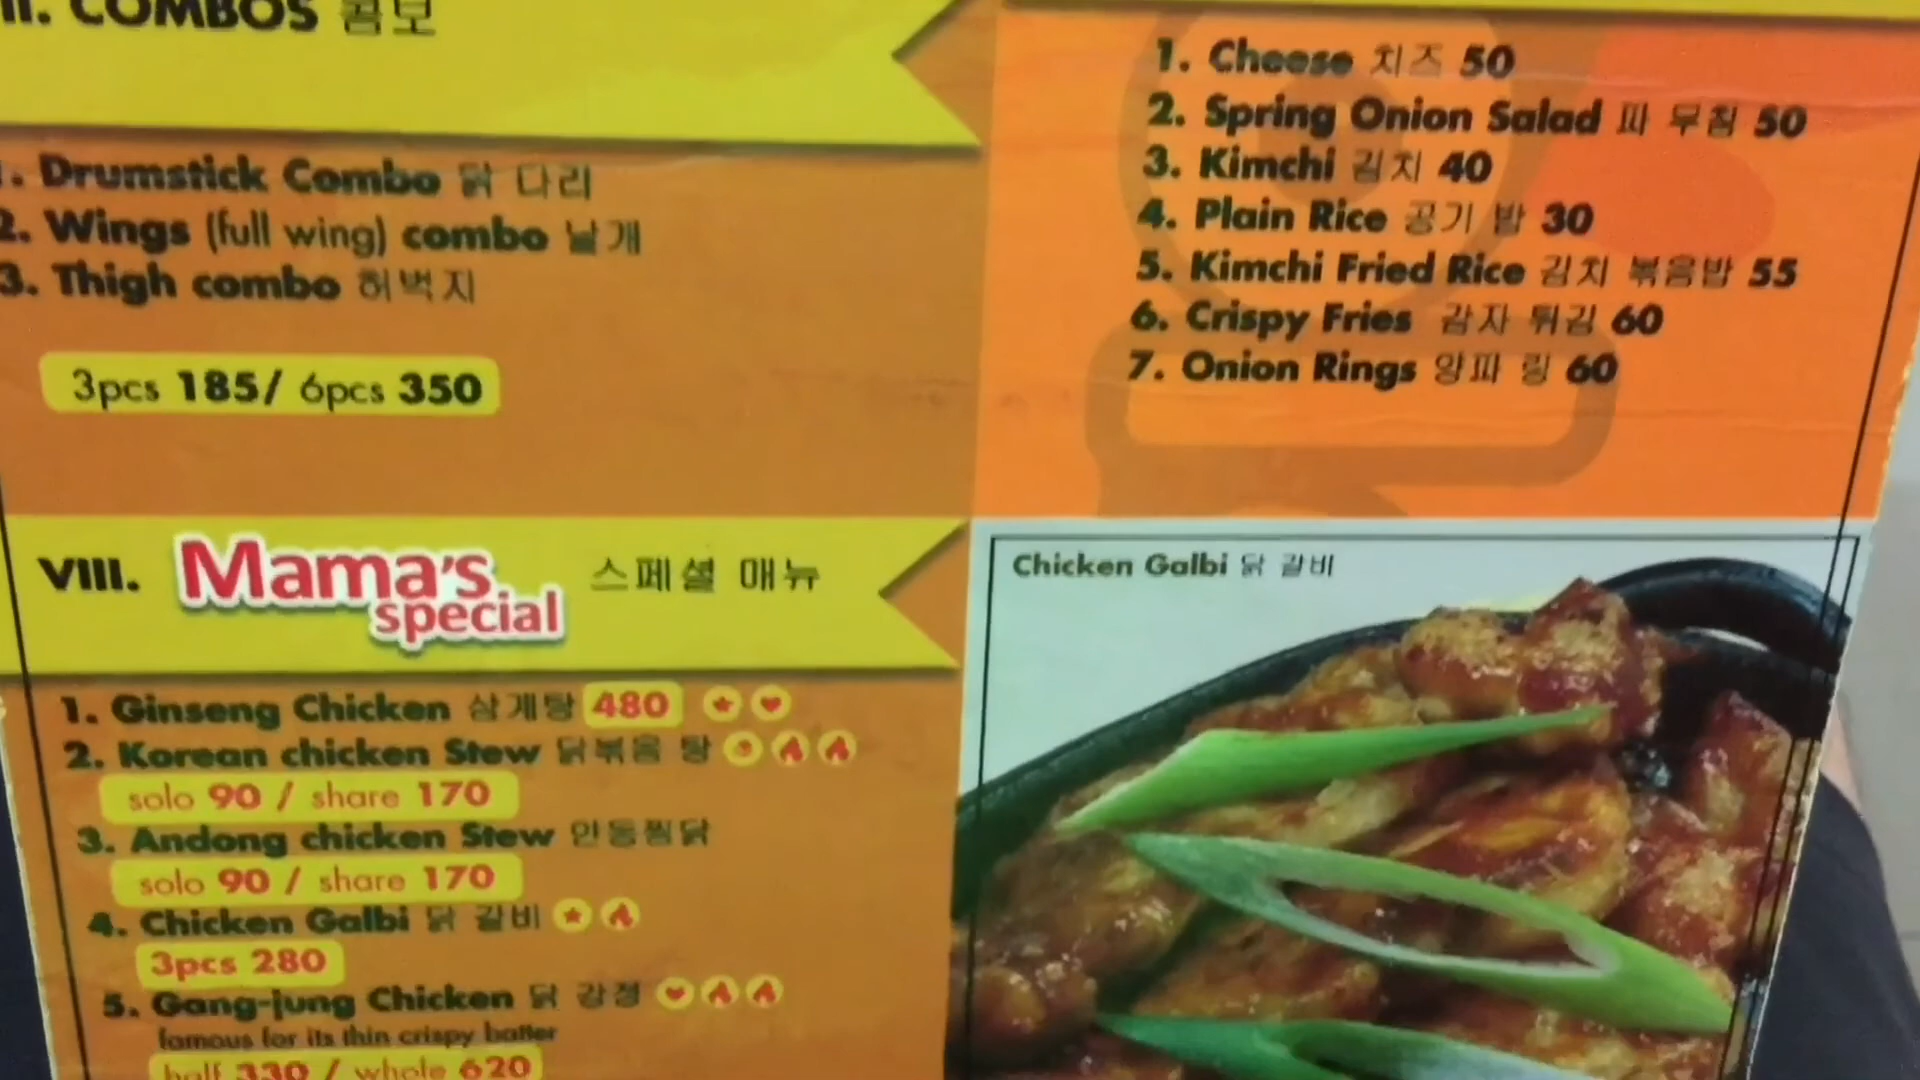 II. COMBOS 콤보
1. Drumstick Combo 닭 다리
2. Wings (full wing) combo 날개
3. Thigh combo 허벅지
3pcs 185/ 6pcs 350
1. Cheese 치즈 50
2. Spring Onion Salad 파 무침 50
3. Kimchi 김치 40
4. Plain Rice 공기 밥 30
5. Kimchi Fried Rice 김치 볶음밥 55
6. Crispy Fries 감자 튀김 60
7. Onion Rings 양파 링 60
VIII. Mama's special 스페셜 매뉴
1. Ginseng Chicken 삼계탕 480
2. Korean chicken Stew 닭볶음 탕
solo 90 / share 170
3. Andong chicken Stew 안동찜닭
solo 90 / share 170
4. Chicken Galbi 닭 갈비
3pcs 280
5. Gang-jung Chicken 닭 강정
famous for its thin crispy batter
half 330 / whole 620
Chicken Galbi 닭 갈비